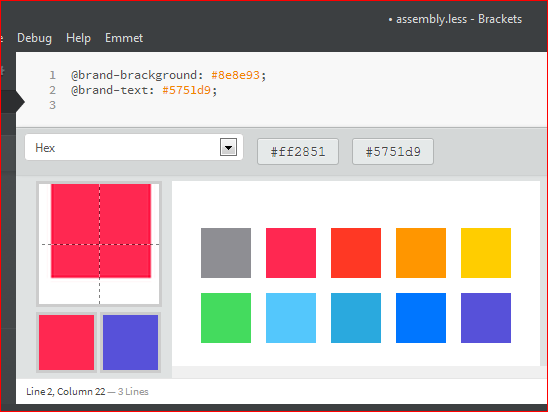 • assembly.less - Brackets
Debug Help Emmet
1 @brand-brackground: #8e8e93;
2 @brand-text: #5751d9;
3
Hex #ff2851 #5751d9
Line 2, Column 22 — 3 Lines